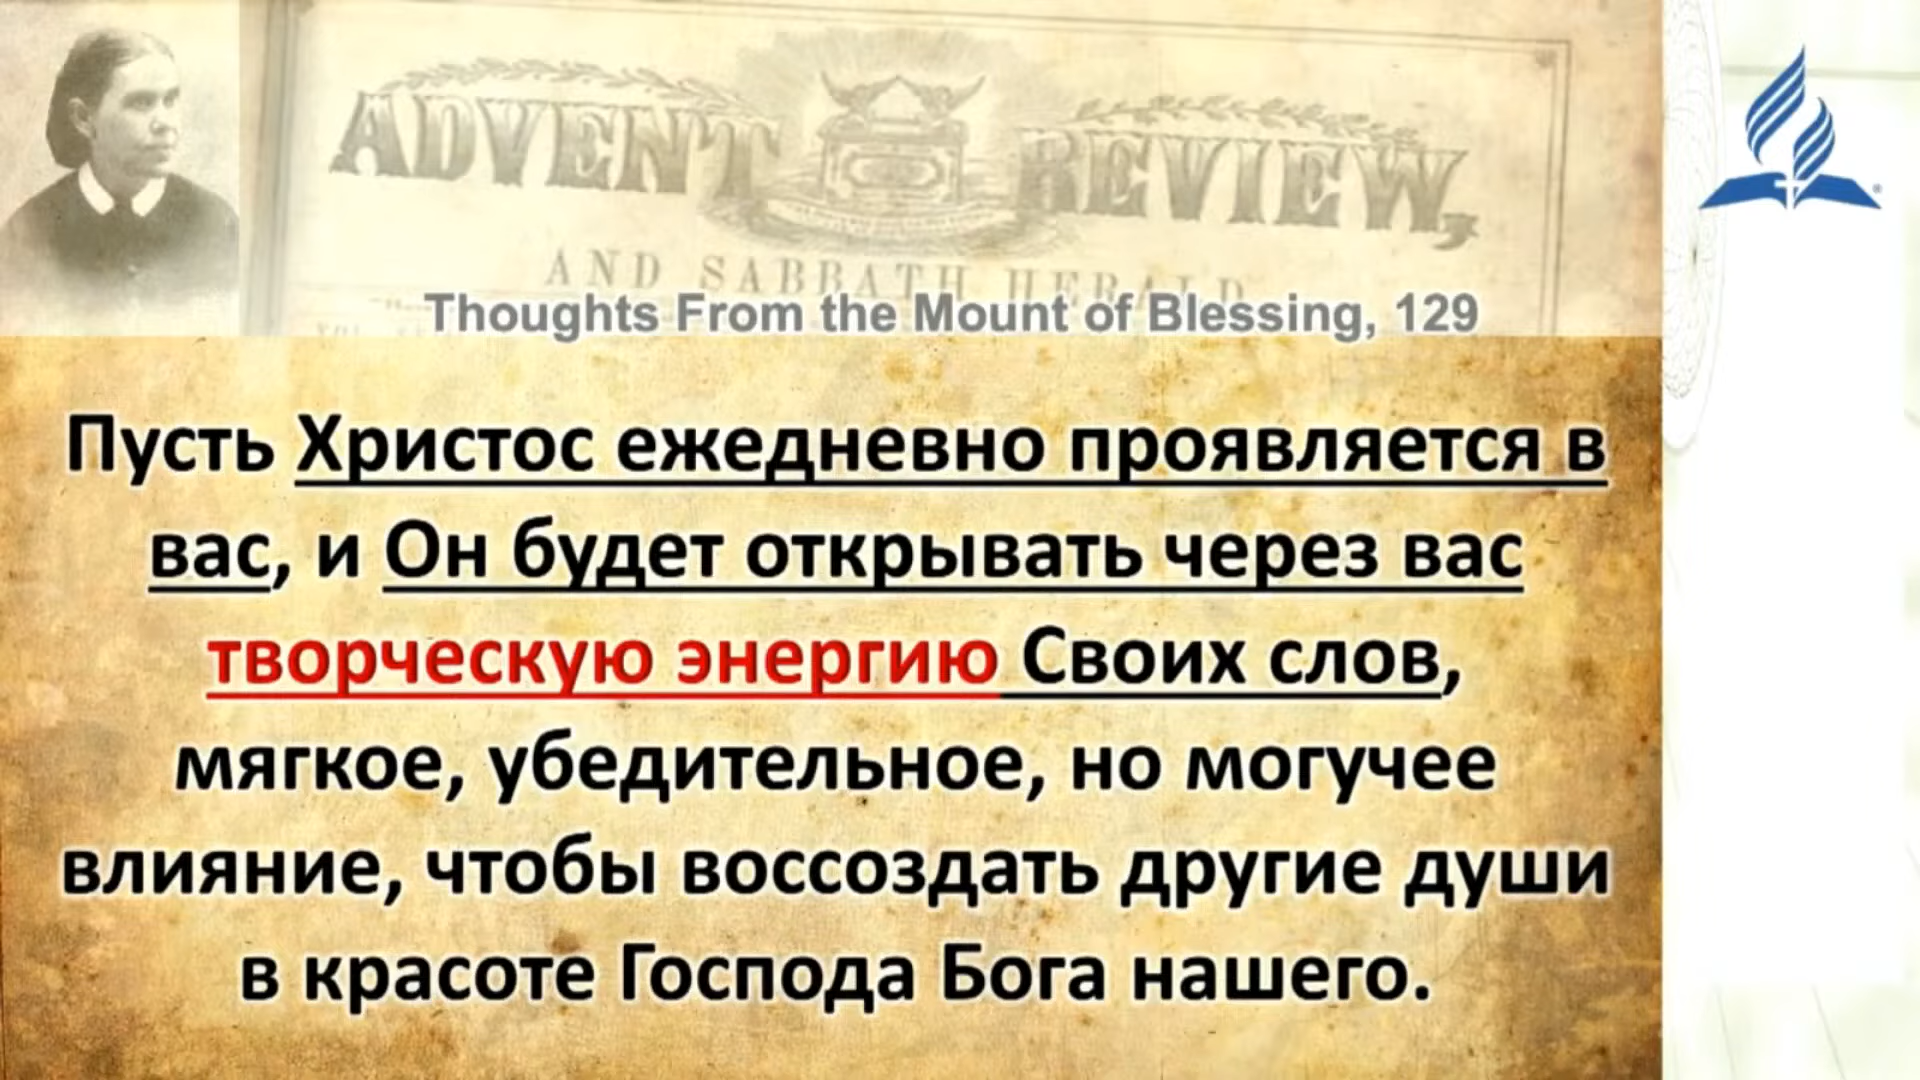 ADVENT REVIEW,
AND SABBATH HERALD
Thoughts From the Mount of Blessing, 129
Пусть Христос ежедневно проявляется в
вас, и Он будет открывать через вас
творческую энергию Своих слов,
мягкое, убедительное, но могучее
влияние, чтобы воссоздать другие души
в красоте Господа Бога нашего.